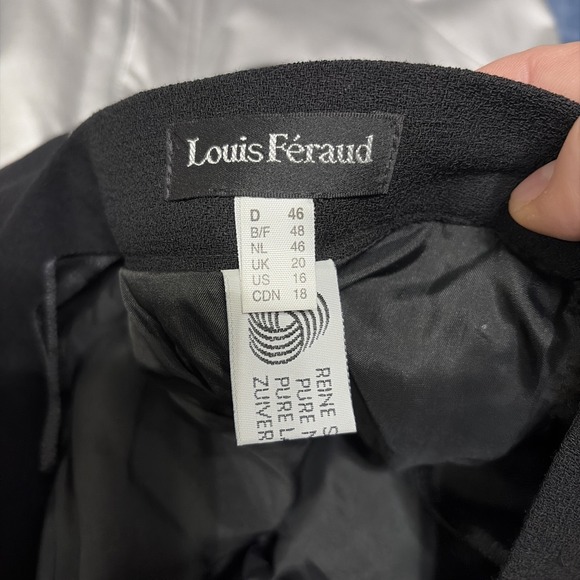 Louis Féraud
D 46
B/F 48
NL 46
UK 20
US 16
CDN 18
REINE S
PURE N
PURE L
ZUIVER